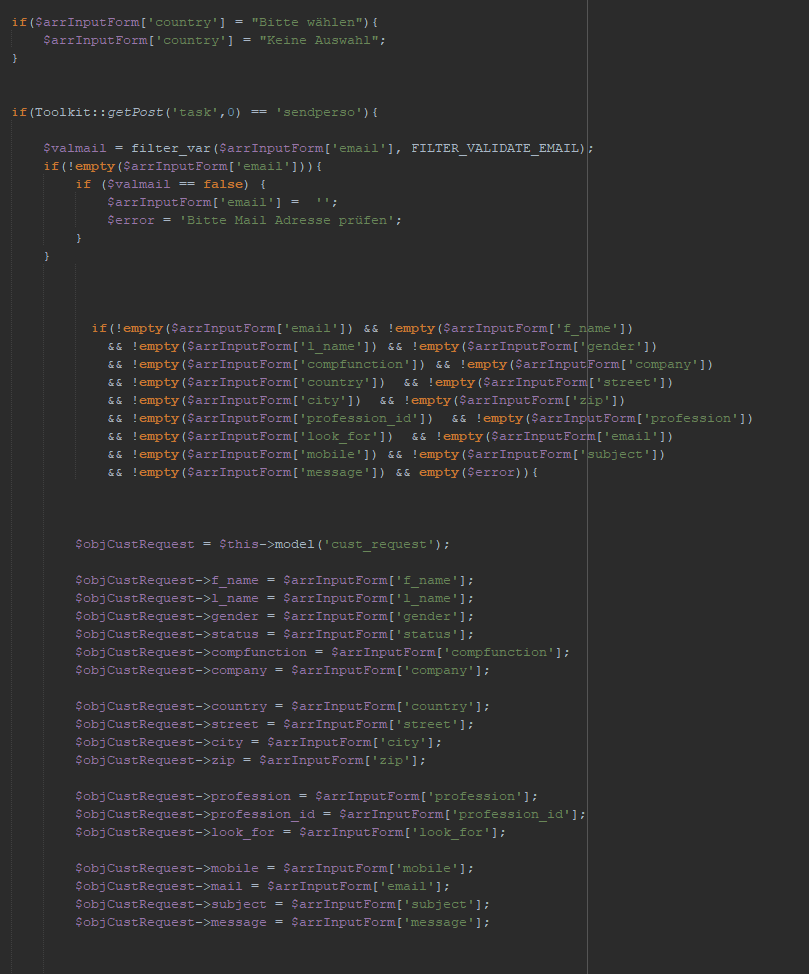 if($arrInputForm['country'] = "Bitte wählen"){
$arrInputForm['country'] = "Keine Auswahl";
}
if(Toolkit::getPost('task',0) == 'sendperso'){
$valmail = filter_var($arrInputForm['email'], FILTER_VALIDATE_EMAIL);
if(!empty($arrInputForm['email'])){
if ($valmail == false) {
$arrInputForm['email'] =  '';
$error = 'Bitte Mail Adresse prüfen';
}
}
if(!empty($arrInputForm['email']) && !empty($arrInputForm['f_name'])
&& !empty($arrInputForm['l_name']) && !empty($arrInputForm['gender'])
&& !empty($arrInputForm['compfunction']) && !empty($arrInputForm['company'])
&& !empty($arrInputForm['country'])  && !empty($arrInputForm['street'])
&& !empty($arrInputForm['city'])  && !empty($arrInputForm['zip'])
&& !empty($arrInputForm['profession_id'])  && !empty($arrInputForm['profession'])
&& !empty($arrInputForm['look_for'])  && !empty($arrInputForm['email'])
&& !empty($arrInputForm['mobile']) && !empty($arrInputForm['subject'])
&& !empty($arrInputForm['message']) && empty($error)){
$objCustRequest = $this->model('cust_request');
$objCustRequest->f_name = $arrInputForm['f_name'];
$objCustRequest->l_name = $arrInputForm['l_name'];
$objCustRequest->gender = $arrInputForm['gender'];
$objCustRequest->status = $arrInputForm['status'];
$objCustRequest->compfunction = $arrInputForm['compfunction'];
$objCustRequest->company = $arrInputForm['company'];
$objCustRequest->country = $arrInputForm['country'];
$objCustRequest->street = $arrInputForm['street'];
$objCustRequest->city = $arrInputForm['city'];
$objCustRequest->zip = $arrInputForm['zip'];
$objCustRequest->profession = $arrInputForm['profession'];
$objCustRequest->profession_id = $arrInputForm['profession_id'];
$objCustRequest->look_for = $arrInputForm['look_for'];
$objCustRequest->mobile = $arrInputForm['mobile'];
$objCustRequest->mail = $arrInputForm['email'];
$objCustRequest->subject = $arrInputForm['subject'];
$objCustRequest->message = $arrInputForm['message'];